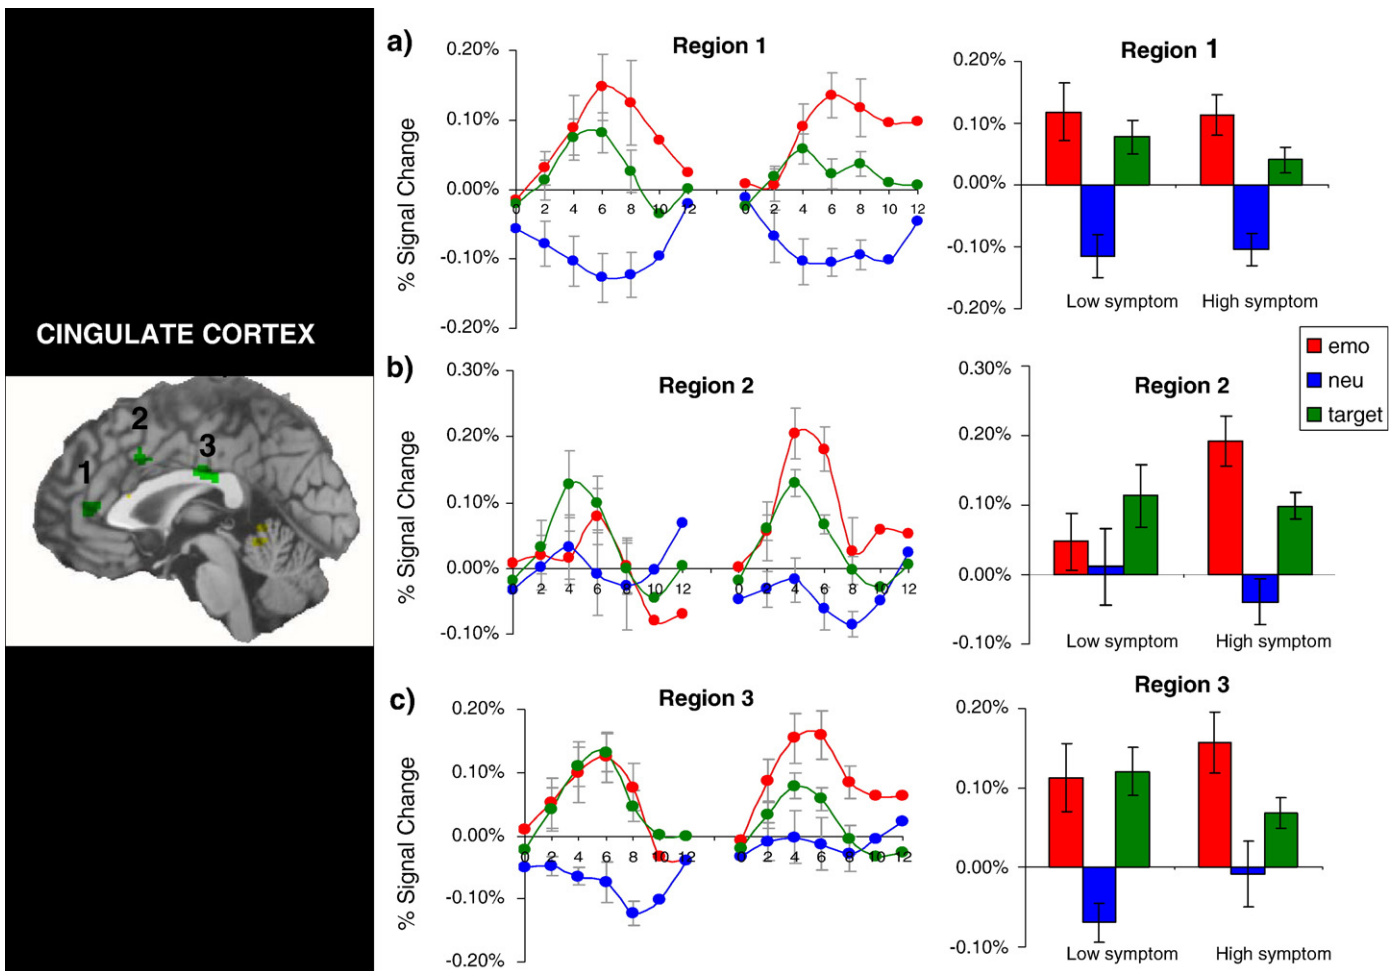 CINGULATE CORTEX
1
2
3
a)
Region 1
% Signal Change
0.20%
0.10%
0.00%
-0.10%
-0.20%
0 2 4 6 8 10 12
0 2 4 6 8 10 12
Region 1
0.20%
0.10%
0.00%
-0.10%
-0.20%
Low symptom High symptom
emo
neu
target
b)
Region 2
% Signal Change
0.30%
0.20%
0.10%
0.00%
-0.10%
0 2 4 6 8 10 12
0 2 4 6 8 10 12
Region 2
0.30%
0.20%
0.10%
0.00%
-0.10%
Low symptom High symptom
c)
Region 3
% Signal Change
0.20%
0.10%
0.00%
-0.10%
-0.20%
0 2 4 6 8 10 12
0 2 4 6 8 10 12
Region 3
0.20%
0.10%
0.00%
-0.10%
Low symptom High symptom